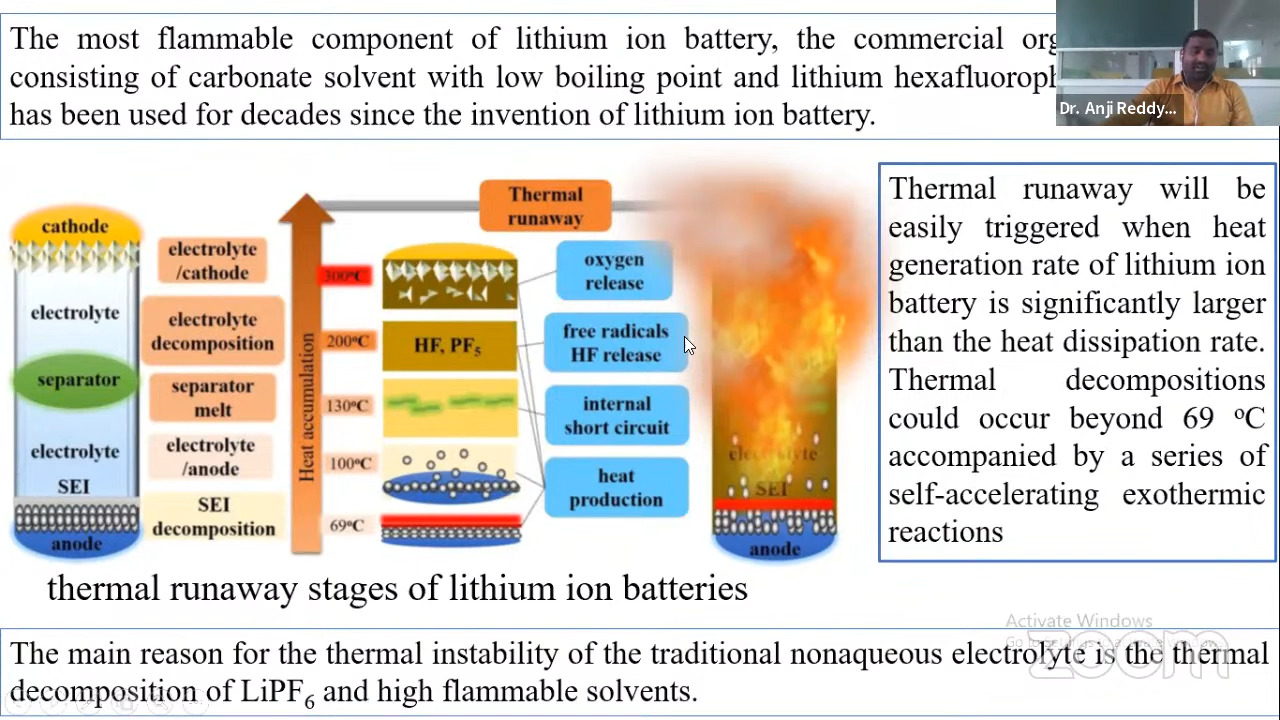 The most flammable component of lithium ion battery, the commercial
consisting of carbonate solvent with low boiling point and lithium
has been used for decades since the invention of lithium ion battery.
Dr. Anji Reddy...
cathode
electrolyte
separator
electrolyte
SEI
anode
electrolyte
/cathode
electrolyte
decomposition
separator
melt
electrolyte
/anode
SEI
decomposition
Heat accumulation
300°C
200°C
130°C
100°C
69°C
Thermal
runaway
HF, PF₅
oxygen
release
free radicals
HF release
internal
short circuit
heat
production
electrolyte
SEI
anode
thermal runaway stages of lithium ion batteries
Thermal runaway will be
easily triggered when heat
generation rate of lithium ion
battery is significantly larger
than the heat dissipation rate.
Thermal decompositions
could occur beyond 69 °C
accompanied by a series of
self-accelerating exothermic
reactions
Activate Windows
zoom
The main reason for the thermal instability of the traditional nonaqueous electrolyte is the thermal
decomposition of LiPF₆ and high flammable solvents.